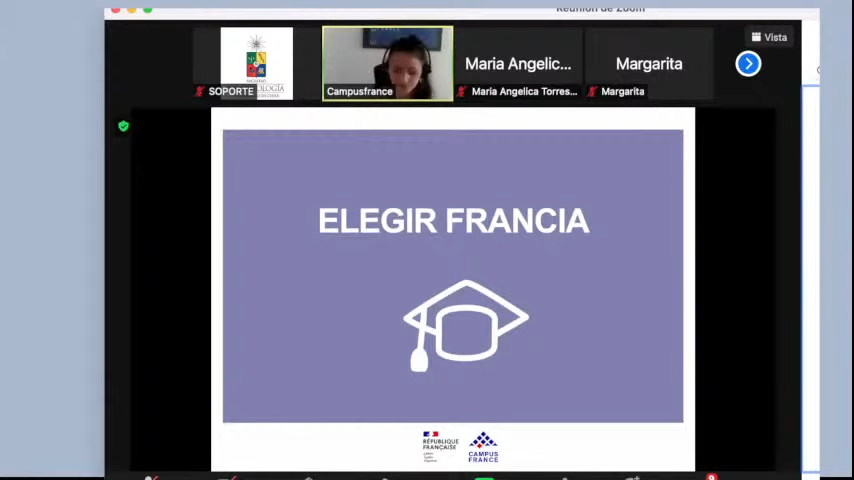 Reunión de Zoom
Vista
Maria Angelic...
Margarita
SOPORTE
Campusfrance
Maria Angelica Torres...
Margarita
ELEGIR FRANCIA
RÉPUBLIQUE
FRANÇAISE
CAMPUS
FRANCE
9